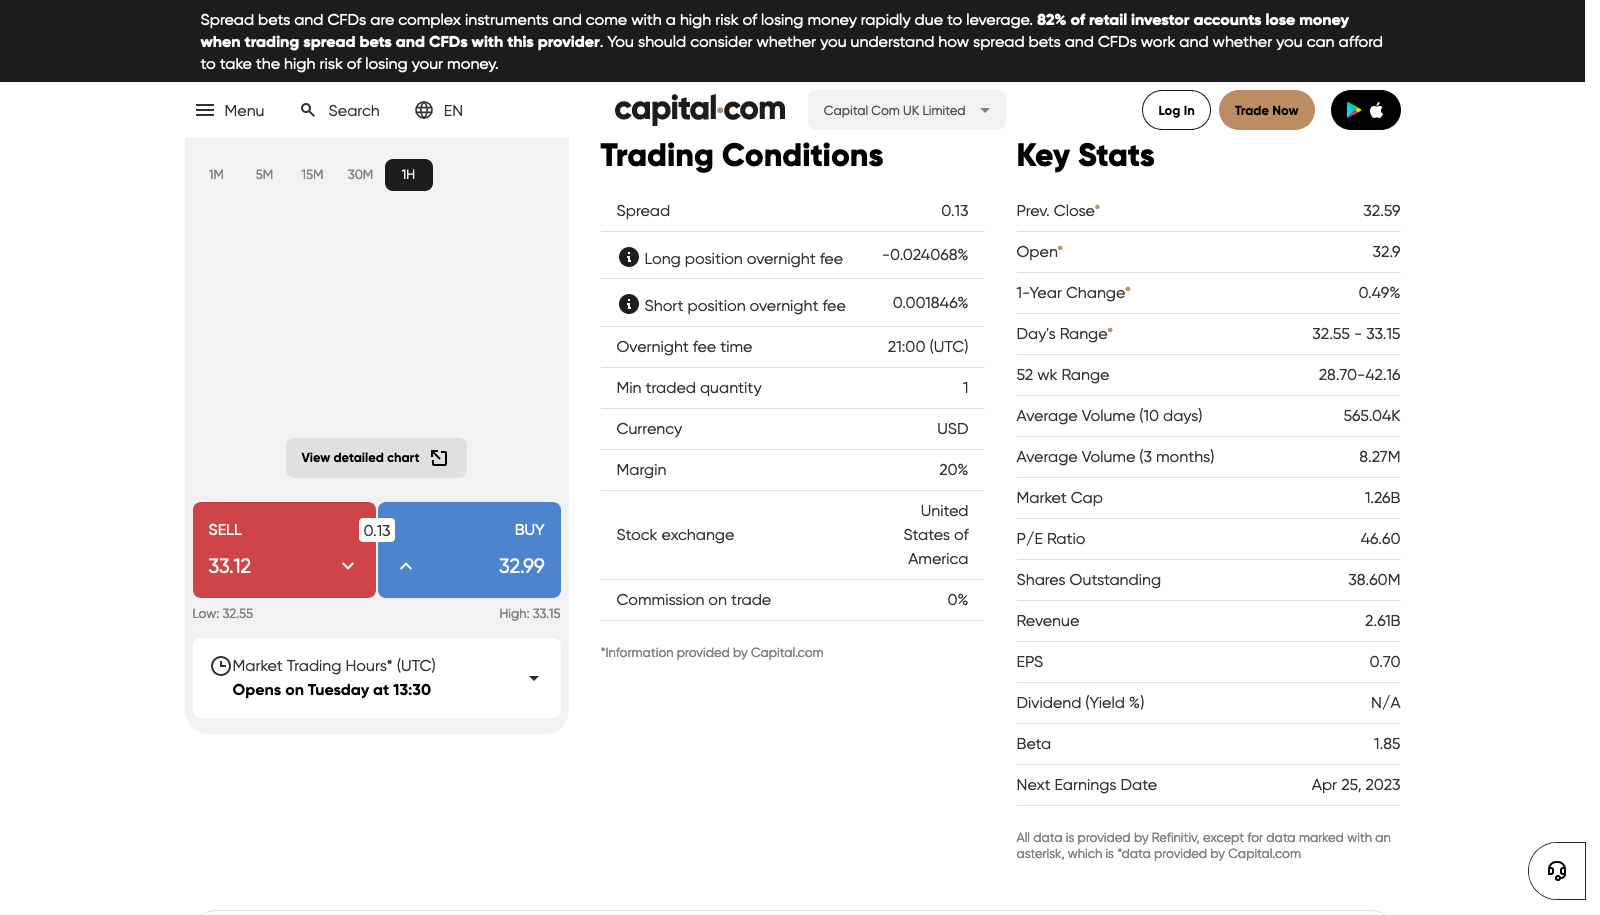 Spread bets and CFDs are complex instruments and come with a high risk of losing money rapidly due to leverage. 82% of retail investor accounts lose money
when trading spread bets and CFDs with this provider. You should consider whether you understand how spread bets and CFDs work and whether you can afford
to take the high risk of losing your money.
Menu Search EN capital.com Capital Com UK Limited Log In Trade Now
1M 5M 15M 30M 1H
View detailed chart
SELL 0.13 BUY
33.12 32.99
Low: 32.55 High: 33.15
Market Trading Hours* (UTC)
Opens on Tuesday at 13:30
Trading Conditions
Spread 0.13
Long position overnight fee -0.024068%
Short position overnight fee 0.001846%
Overnight fee time 21:00 (UTC)
Min traded quantity 1
Currency USD
Margin 20%
Stock exchange United
States of
America
Commission on trade 0%
*Information provided by Capital.com
Key Stats
Prev. Close* 32.59
Open* 32.9
1-Year Change* 0.49%
Day's Range* 32.55 - 33.15
52 wk Range 28.70-42.16
Average Volume (10 days) 565.04K
Average Volume (3 months) 8.27M
Market Cap 1.26B
P/E Ratio 46.60
Shares Outstanding 38.60M
Revenue 2.61B
EPS 0.70
Dividend (Yield %) N/A
Beta 1.85
Next Earnings Date Apr 25, 2023
All data is provided by Refinitiv, except for data marked with an
asterisk, which is *data provided by Capital.com